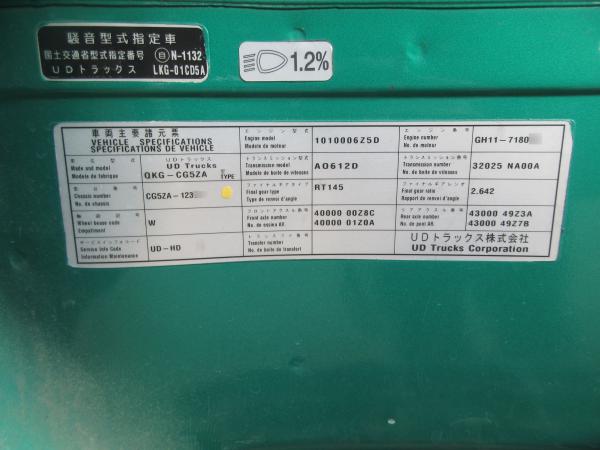 騒音型式指定車
国土交通省型式指定番号 自 N-1132
UDトラックス LKG-01CD5A
1.2%
車両主要諸元票
VEHICLE SPECIFICATIONS
SPECIFICATIONS DE VEHICLE
車名型式
Make and model
Modele de fabrique
UDトラックス
UD Trucks
QKG-CG5ZA
型
TYPE
車台番号
Chassis number
No. de chassis
CG5ZA-123
軸距記号
Wheel bease code
Empattement
W
サービスインフォコード
Service Info Code
Information Maintenance
UD-HD
エンジン型式
Engine model
Modele de moteur
1010006Z5D
トランスミッション型式
Transmission model
Modele de boite de vitesses
AO612D
ファイナルギアタイプ
Final gear type
Type de renvoi d'angle
RT145
フロントアクスル番号
Front axle number
No. de essieu AV.
40000 00Z8C
40000 01Z0A
トランスファ番号
Transfer number
No. de boite de transfert
エンジン番号
Engine number
No. de moteur
GH11-7180
トランスミッション番号
Transmission number
No. de boite de vitesses
32025 NA00A
ファイナルギアレシオ
Final gear ratio
Rapport de renvoi d'angle
2.642
リアアクスル番号
Rear axle number
No. de pont AR.
43000 49Z3A
43000 49Z7B
UDトラックス株式会社
UD Trucks Corporation